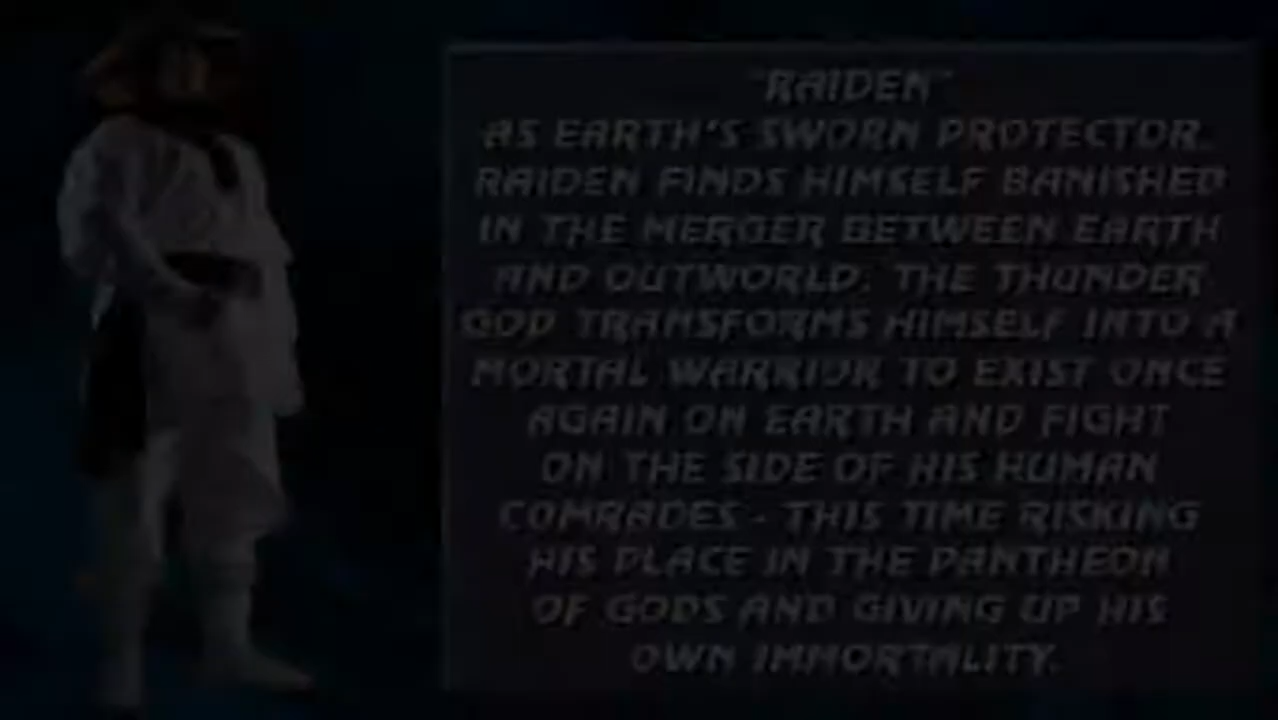 "RAIDEN"
AS EARTH'S SWORN PROTECTOR.
RAIDEN FINDS HIMSELF BANISHED
IN THE MERGER BETWEEN EARTH
AND OUTWORLD. THE THUNDER
GOD TRANSFORMS HIMSELF INTO A
MORTAL WARRIOR TO EXIST ONCE
AGAIN ON EARTH AND FIGHT
ON THE SIDE OF HIS HUMAN
COMRADES - THIS TIME RISKING
HIS PLACE IN THE PANTHEON
OF GODS AND GIVING UP HIS
OWN IMMORTALITY.